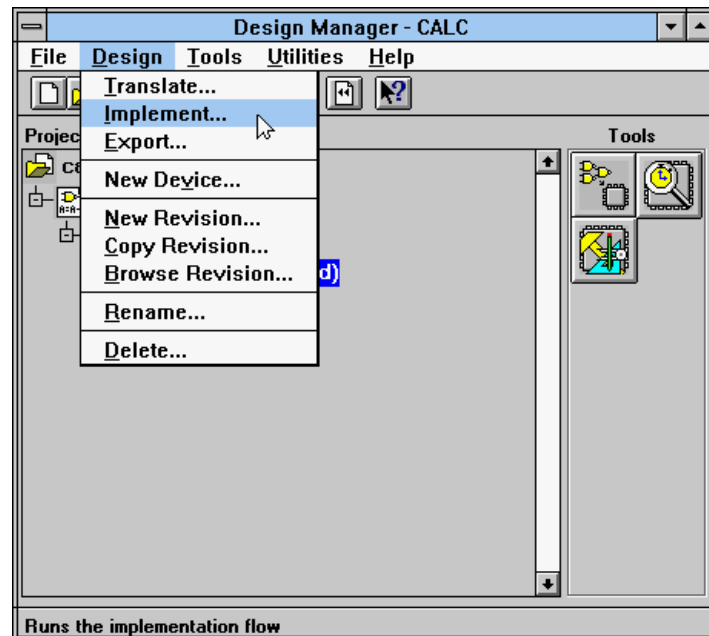 Design Manager - CALC
File Design Tools Utilities Help
Translate...
Implement...
Export...
New Device...
New Revision...
Copy Revision...
Browse Revision...
d)
Rename...
Delete...
Tools
Runs the implementation flow